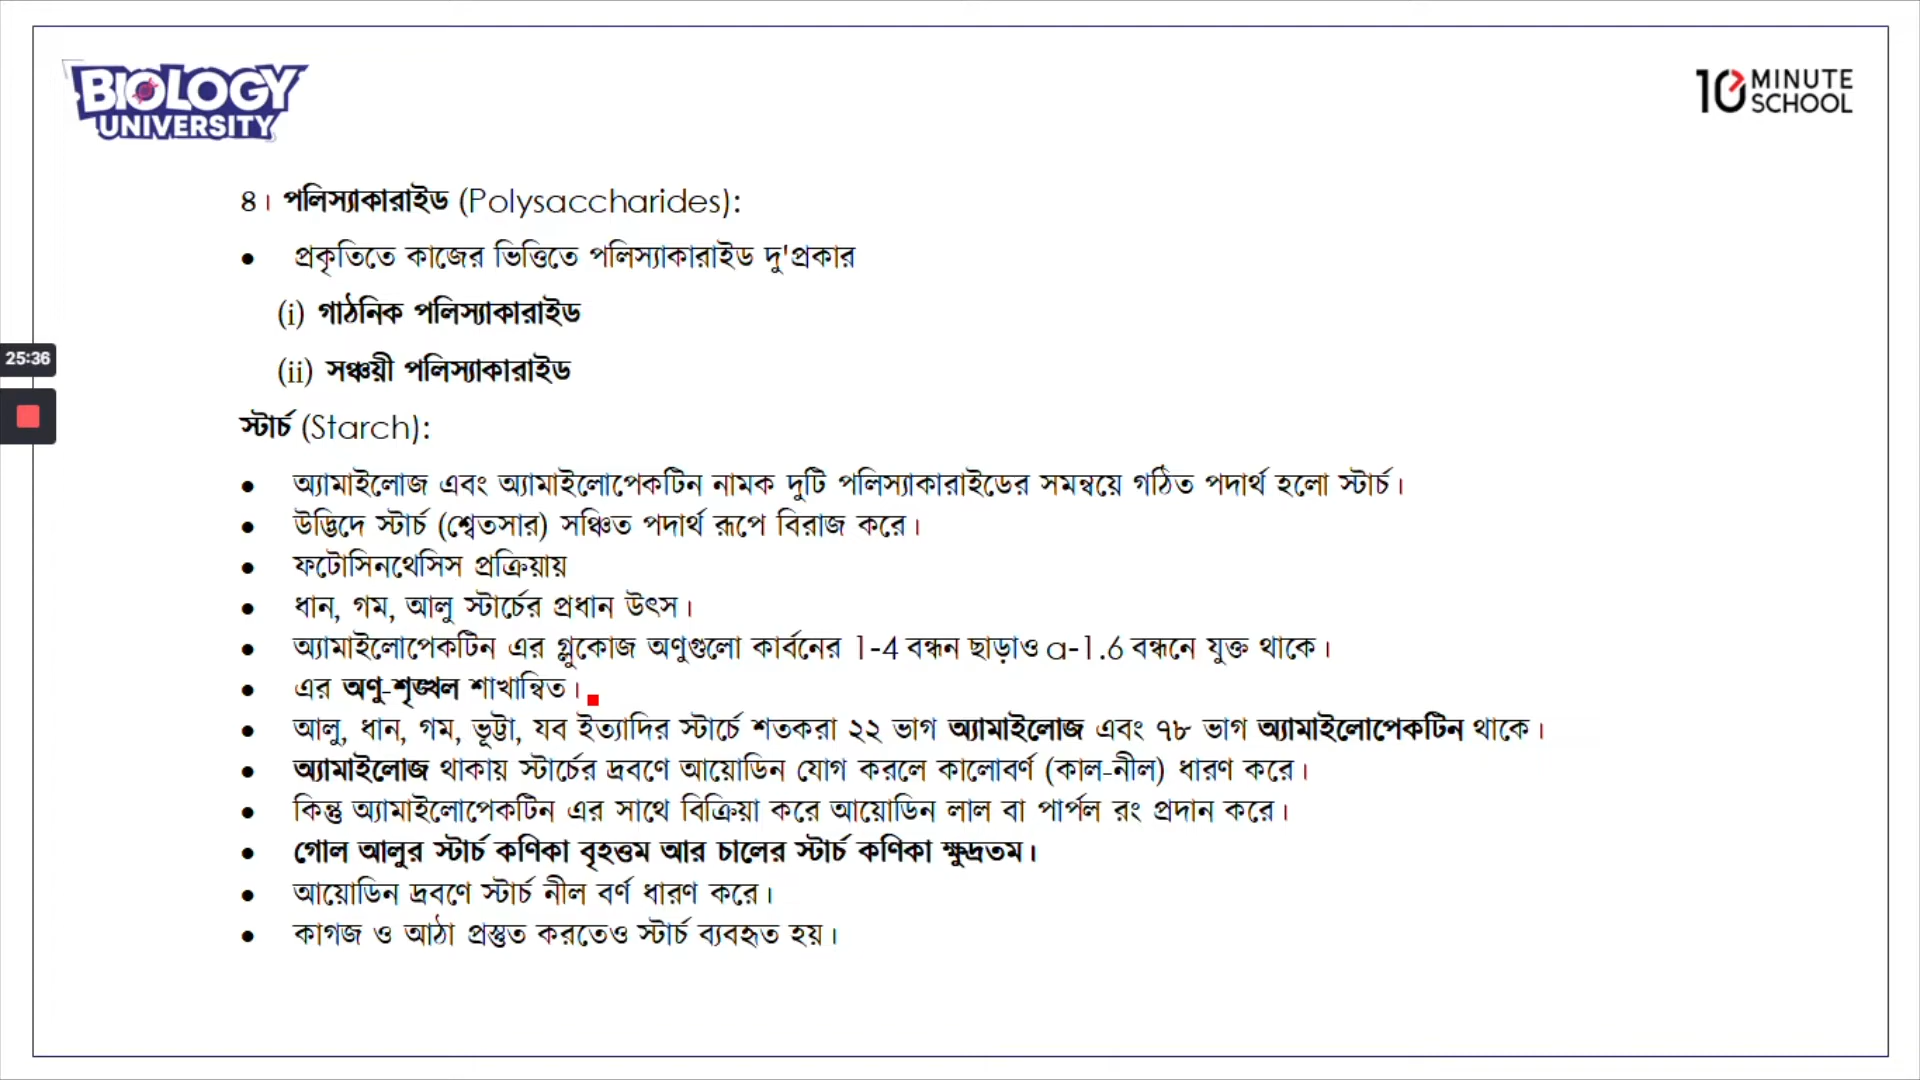 BIOLOGY
UNIVERSITY
10 MINUTE
SCHOOL
৪। পলিস্যাকারাইড (Polysaccharides):
• প্রকৃতিতে কাজের ভিত্তিতে পলিস্যাকারাইড দু'প্রকার
(i) গাঠনিক পলিস্যাকারাইড
25:36
(ii) সঞ্চয়ী পলিস্যাকারাইড
স্টার্চ (Starch):
• অ্যামাইলোজ এবং অ্যামাইলোপেকটিন নামক দুটি পলিস্যাকারাইডের সমন্বয়ে গঠিত পদার্থ হলো স্টার্চ।
• উদ্ভিদে স্টার্চ (শ্বেতসার) সঞ্চিত পদার্থ রূপে বিরাজ করে।
• ফটোসিনথেসিস প্রক্রিয়ায়
• ধান, গম, আলু স্টার্চের প্রধান উৎস।
• অ্যামাইলোপেকটিন এর গ্লুকোজ অণুগুলো কার্বনের 1-4 বন্ধন ছাড়াও a-1.6 বন্ধনে যুক্ত থাকে।
• এর অণু-শৃঙ্খল শাখান্বিত।
• আলু, ধান, গম, ভূট্টা, যব ইত্যাদির স্টার্চে শতকরা ২২ ভাগ অ্যামাইলোজ এবং ৭৮ ভাগ অ্যামাইলোপেকটিন থাকে।
• অ্যামাইলোজ থাকায় স্টার্চের দ্রবণে আয়োডিন যোগ করলে কালোবর্ণ (কাল-নীল) ধারণ করে।
• কিন্তু অ্যামাইলোপেকটিন এর সাথে বিক্রিয়া করে আয়োডিন লাল বা পার্পল রং প্রদান করে।
• গোল আলুর স্টার্চ কণিকা বৃহত্তম আর চালের স্টার্চ কণিকা ক্ষুদ্রতম।
• আয়োডিন দ্রবণে স্টার্চ নীল বর্ণ ধারণ করে।
• কাগজ ও আঠা প্রস্তুত করতেও স্টার্চ ব্যবহৃত হয়।